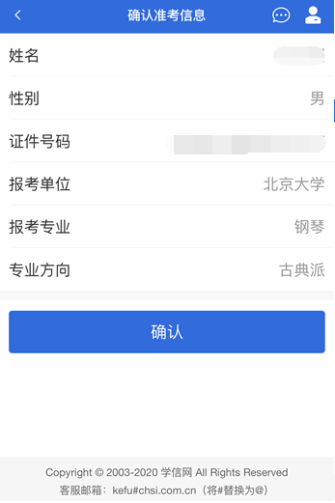 确认准考信息
姓名
性别 男
证件号码
报考单位 北京大学
报考专业 钢琴
专业方向 古典派
确认
Copyright © 2003-2020 学信网 All Rights Reserved
客服邮箱：kefu#chsi.com.cn（将#替换为@）